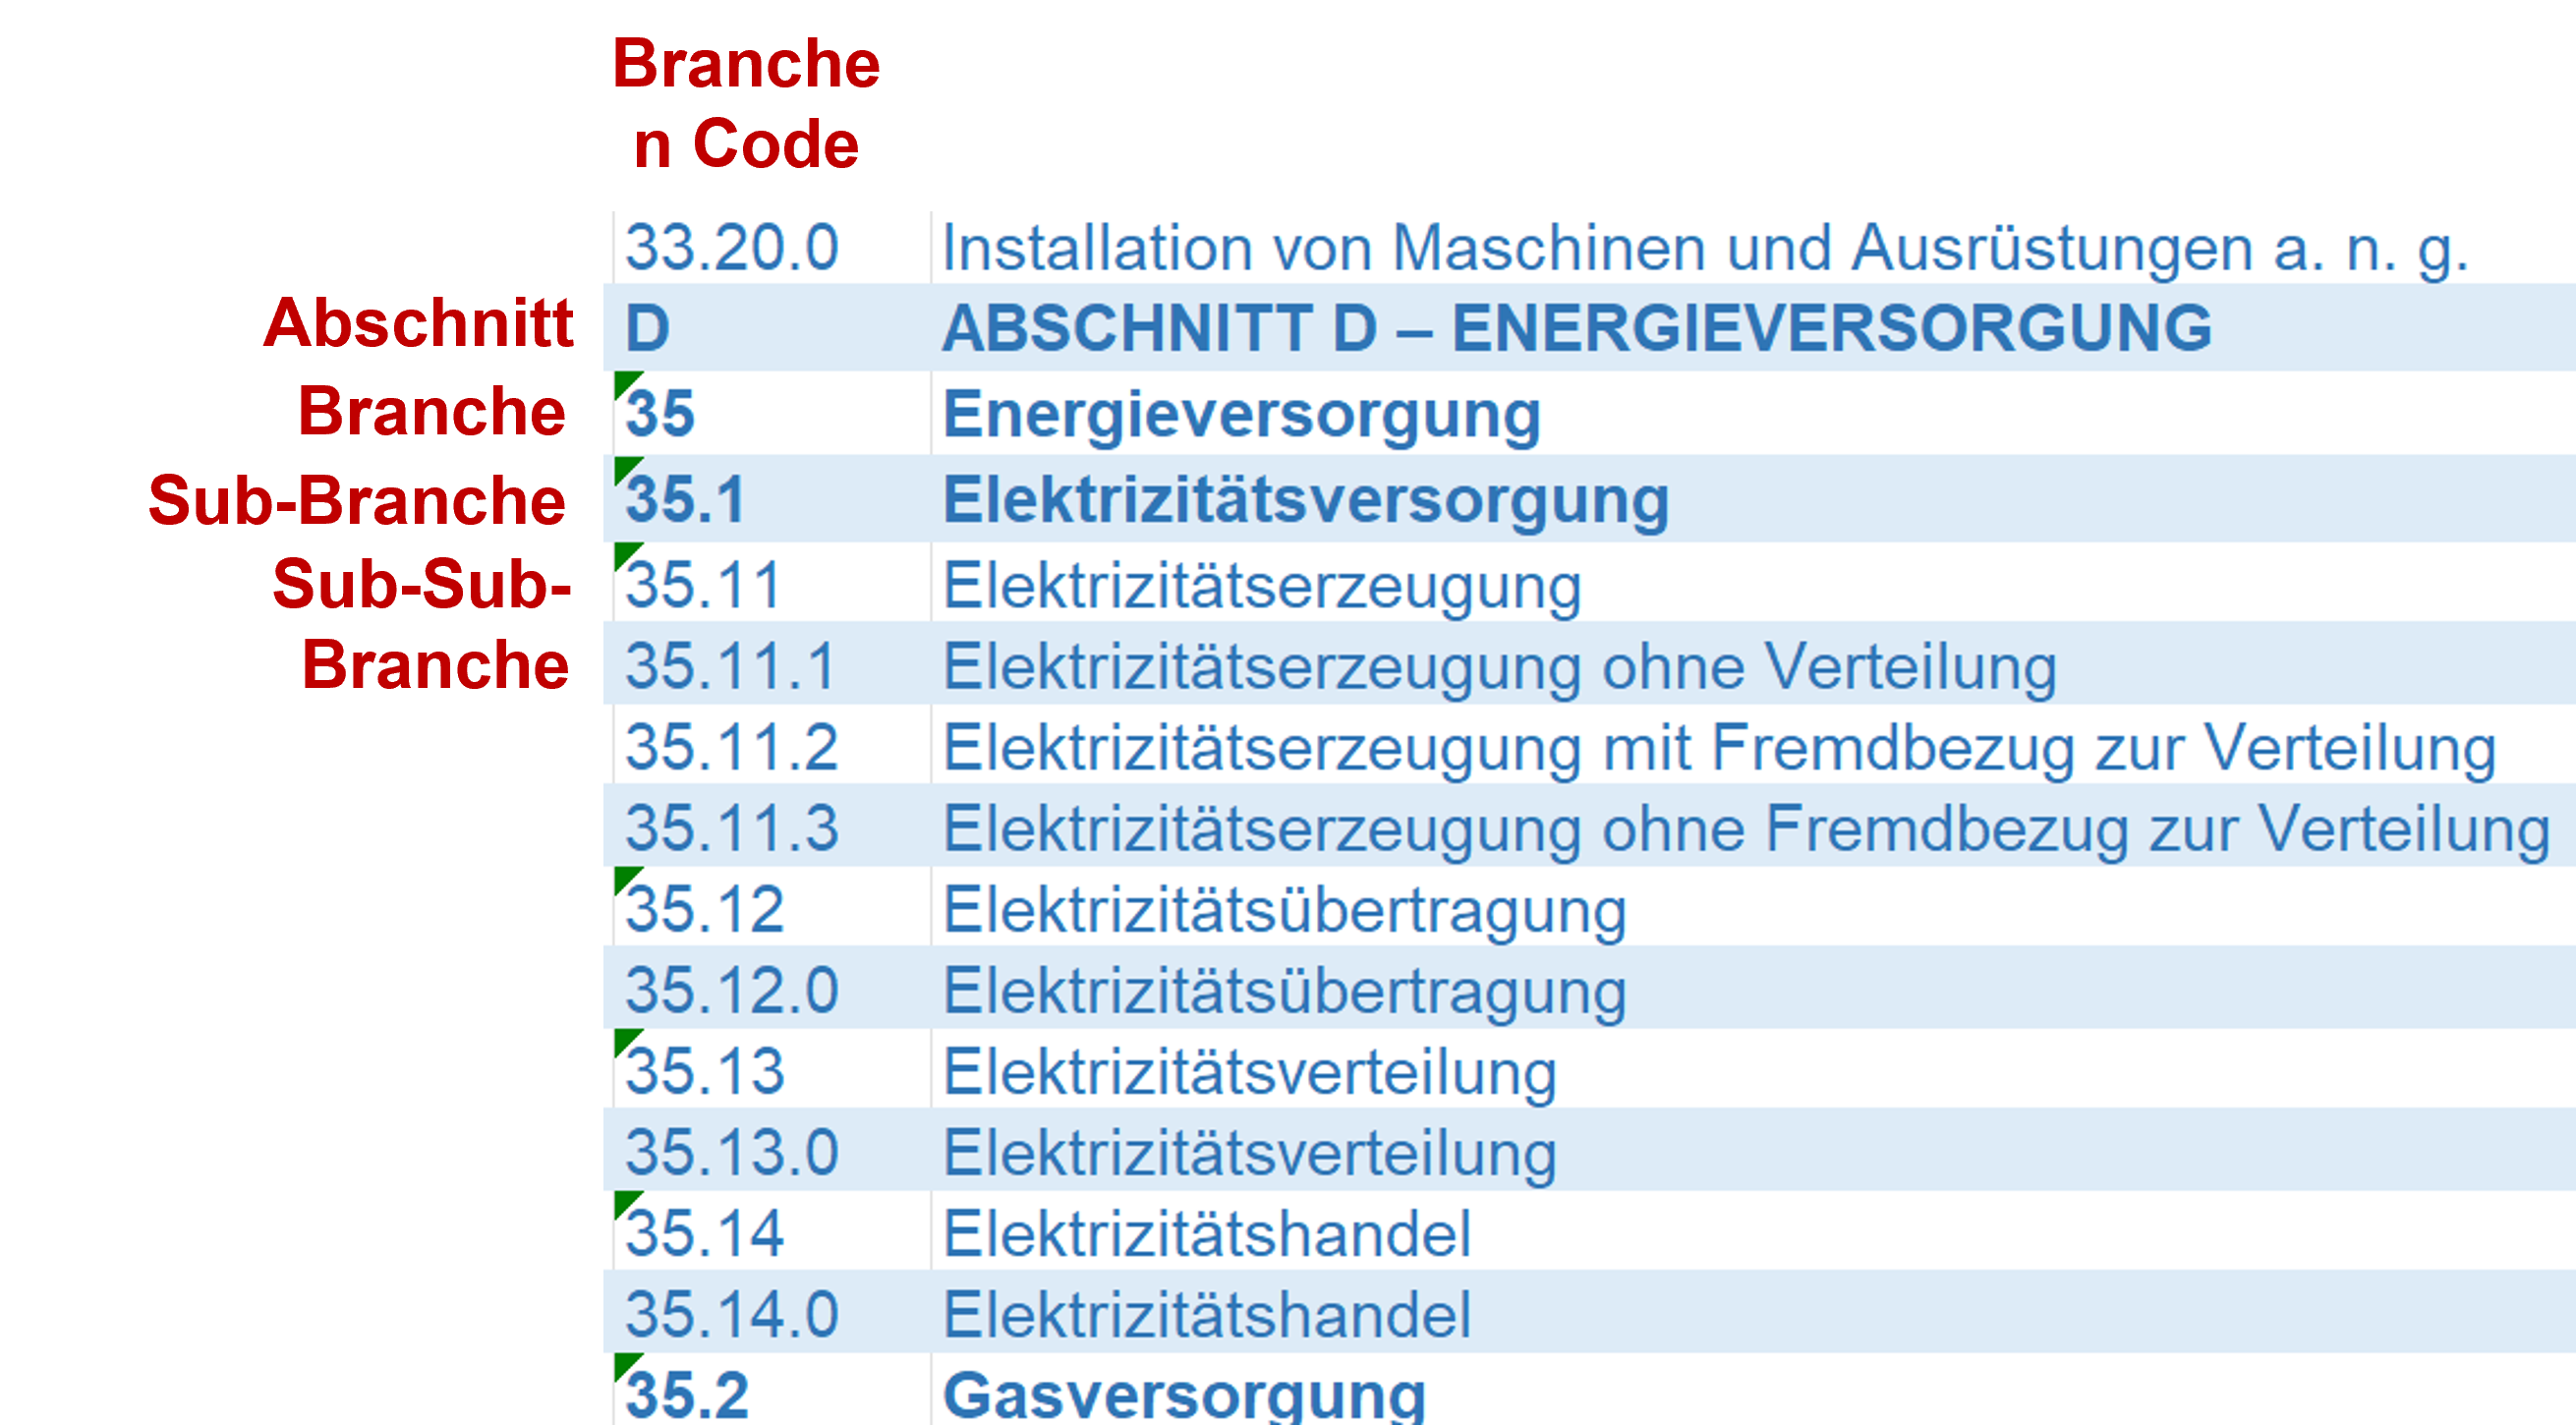 Branche
n Code
33.20.0 Installation von Maschinen und Ausrüstungen a. n. g.
Abschnitt D ABSCHNITT D – ENERGIEVERSORGUNG
Branche 35 Energieversorgung
Sub-Branche 35.1 Elektrizitätsversorgung
Sub-Sub- 35.11 Elektrizitätserzeugung
Branche 35.11.1 Elektrizitätserzeugung ohne Verteilung
35.11.2 Elektrizitätserzeugung mit Fremdbezug zur Verteilung
35.11.3 Elektrizitätserzeugung ohne Fremdbezug zur Verteilung
35.12 Elektrizitätsübertragung
35.12.0 Elektrizitätsübertragung
35.13 Elektrizitätsverteilung
35.13.0 Elektrizitätsverteilung
35.14 Elektrizitätshandel
35.14.0 Elektrizitätshandel
35.2 Gasversorgung